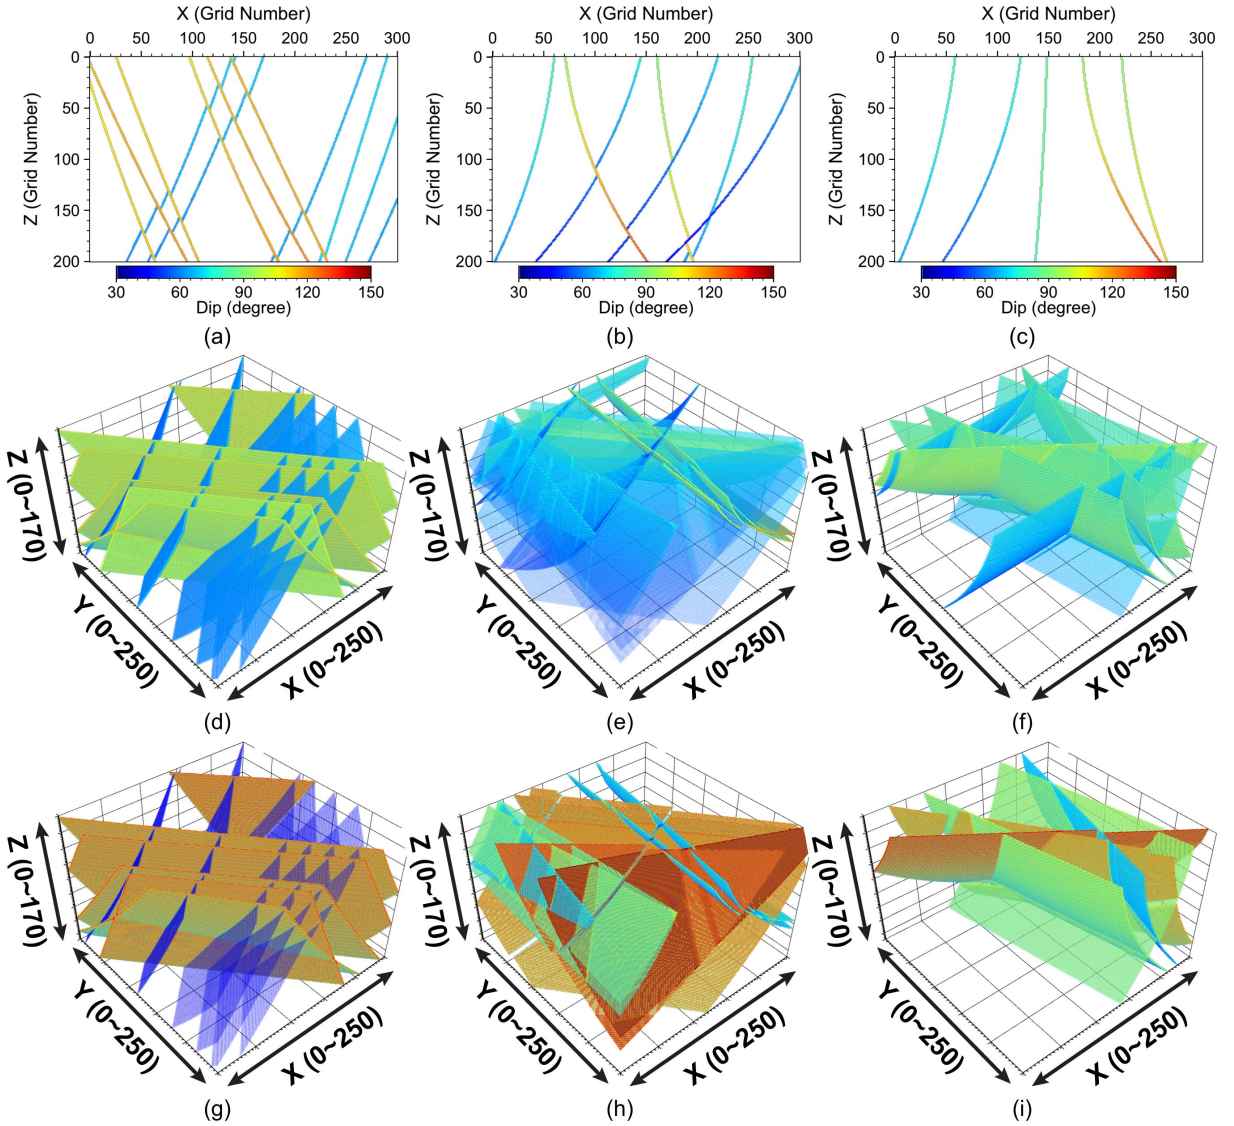 X (Grid Number)
0 50 100 150 200 250 300
Z (Grid Number)
0
50
100
150
200
30 60 90 120 150
Dip (degree)
(a)
X (Grid Number)
0 50 100 150 200 250 300
Z (Grid Number)
0
50
100
150
200
30 60 90 120 150
Dip (degree)
(b)
X (Grid Number)
0 50 100 150 200 250 300
Z (Grid Number)
0
50
100
150
200
30 60 90 120 150
Dip (degree)
(c)
Z (0~170)
Y (0~250)
X (0~250)
(d)
Z (0~170)
Y (0~250)
X (0~250)
(e)
Z (0~170)
Y (0~250)
X (0~250)
(f)
Z (0~170)
Y (0~250)
X (0~250)
(g)
Z (0~170)
Y (0~250)
X (0~250)
(h)
Z (0~170)
Y (0~250)
X (0~250)
(i)